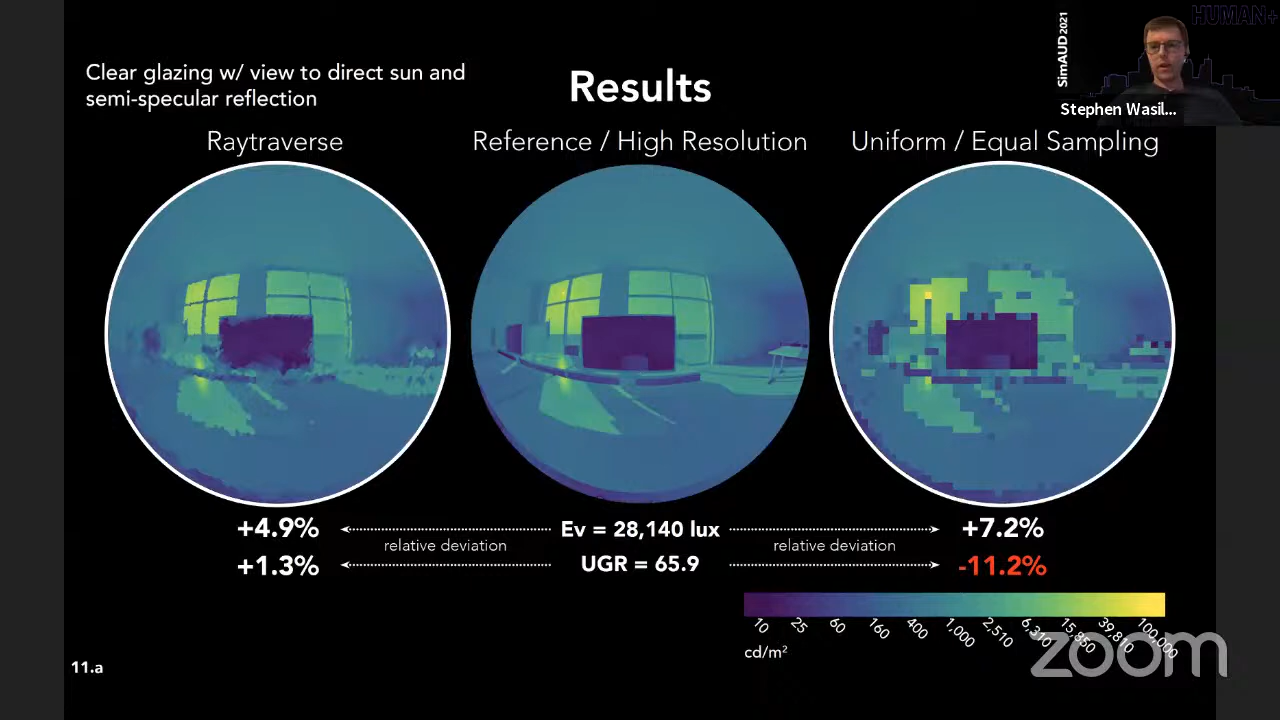 HUMAN+
SimAUD2021
Stephen Wasil...
Clear glazing w/ view to direct sun and
semi-specular reflection
Results
Raytraverse
Reference / High Resolution
Uniform / Equal Sampling
+4.9%
Ev = 28,140 lux
+7.2%
relative deviation
relative deviation
+1.3%
UGR = 65.9
-11.2%
10 25 60 160 400 1,000 2,510 6,310 15,850 39,810 100,000
cd/m²
zoom
11.a